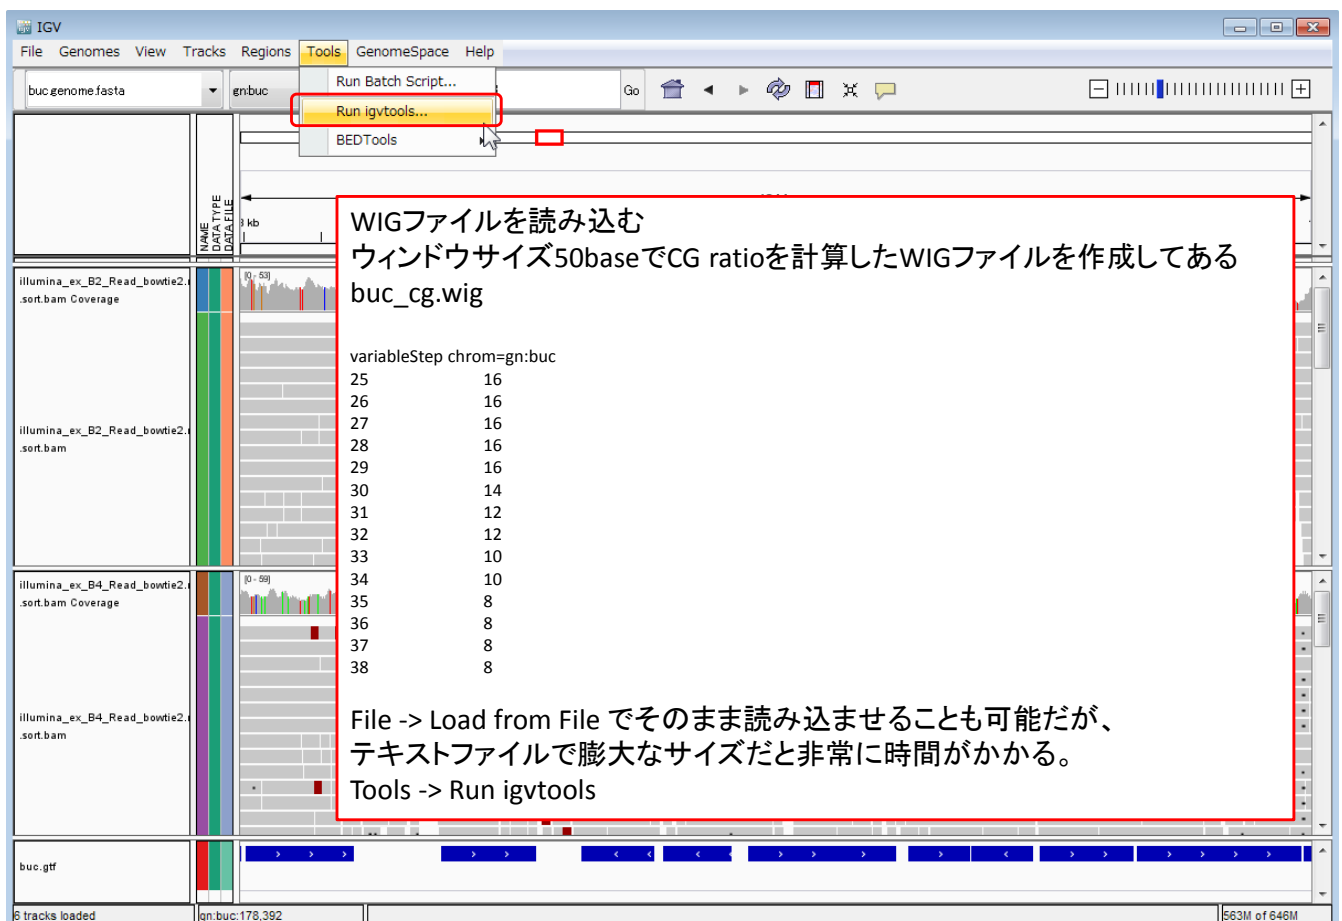 IGV
File Genomes View Tracks Regions Tools GenomeSpace Help
buc.genome.fasta gn:buc Go
Run Batch Script...
Run igvtools...
BEDTools
NAME
DATA TYPE
DATA FILE
kb
WIGファイルを読み込む
ウィンドウサイズ50baseでCG ratioを計算したWIGファイルを作成してある
buc_cg.wig
variableStep chrom=gn:buc
25 16
26 16
27 16
28 16
29 16
30 14
31 12
32 12
33 10
34 10
35 8
36 8
37 8
38 8
File -> Load from File でそのまま読み込ませることも可能だが、
テキストファイルで膨大なサイズだと非常に時間がかかる。
Tools -> Run igvtools
illumina_ex_B2_Read_bowtie2.
.sort.bam Coverage
[0 - 53]
illumina_ex_B2_Read_bowtie2.
.sort.bam
illumina_ex_B4_Read_bowtie2.
.sort.bam Coverage
[0 - 59]
illumina_ex_B4_Read_bowtie2.
.sort.bam
buc.gtf
6 tracks loaded gn:buc:178,392 563M of 646M